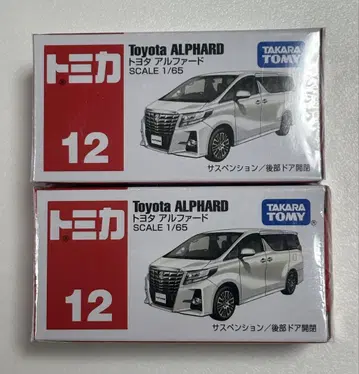 トミカ
12
Toyota ALPHARD
トヨタ アルファード
SCALE 1/65
TAKARA
TOMY
サスペンション／後部ドア開閉
トミカ
12
Toyota ALPHARD
トヨタ アルファード
SCALE 1/65
TAKARA
TOMY
サスペンション／後部ドア開閉